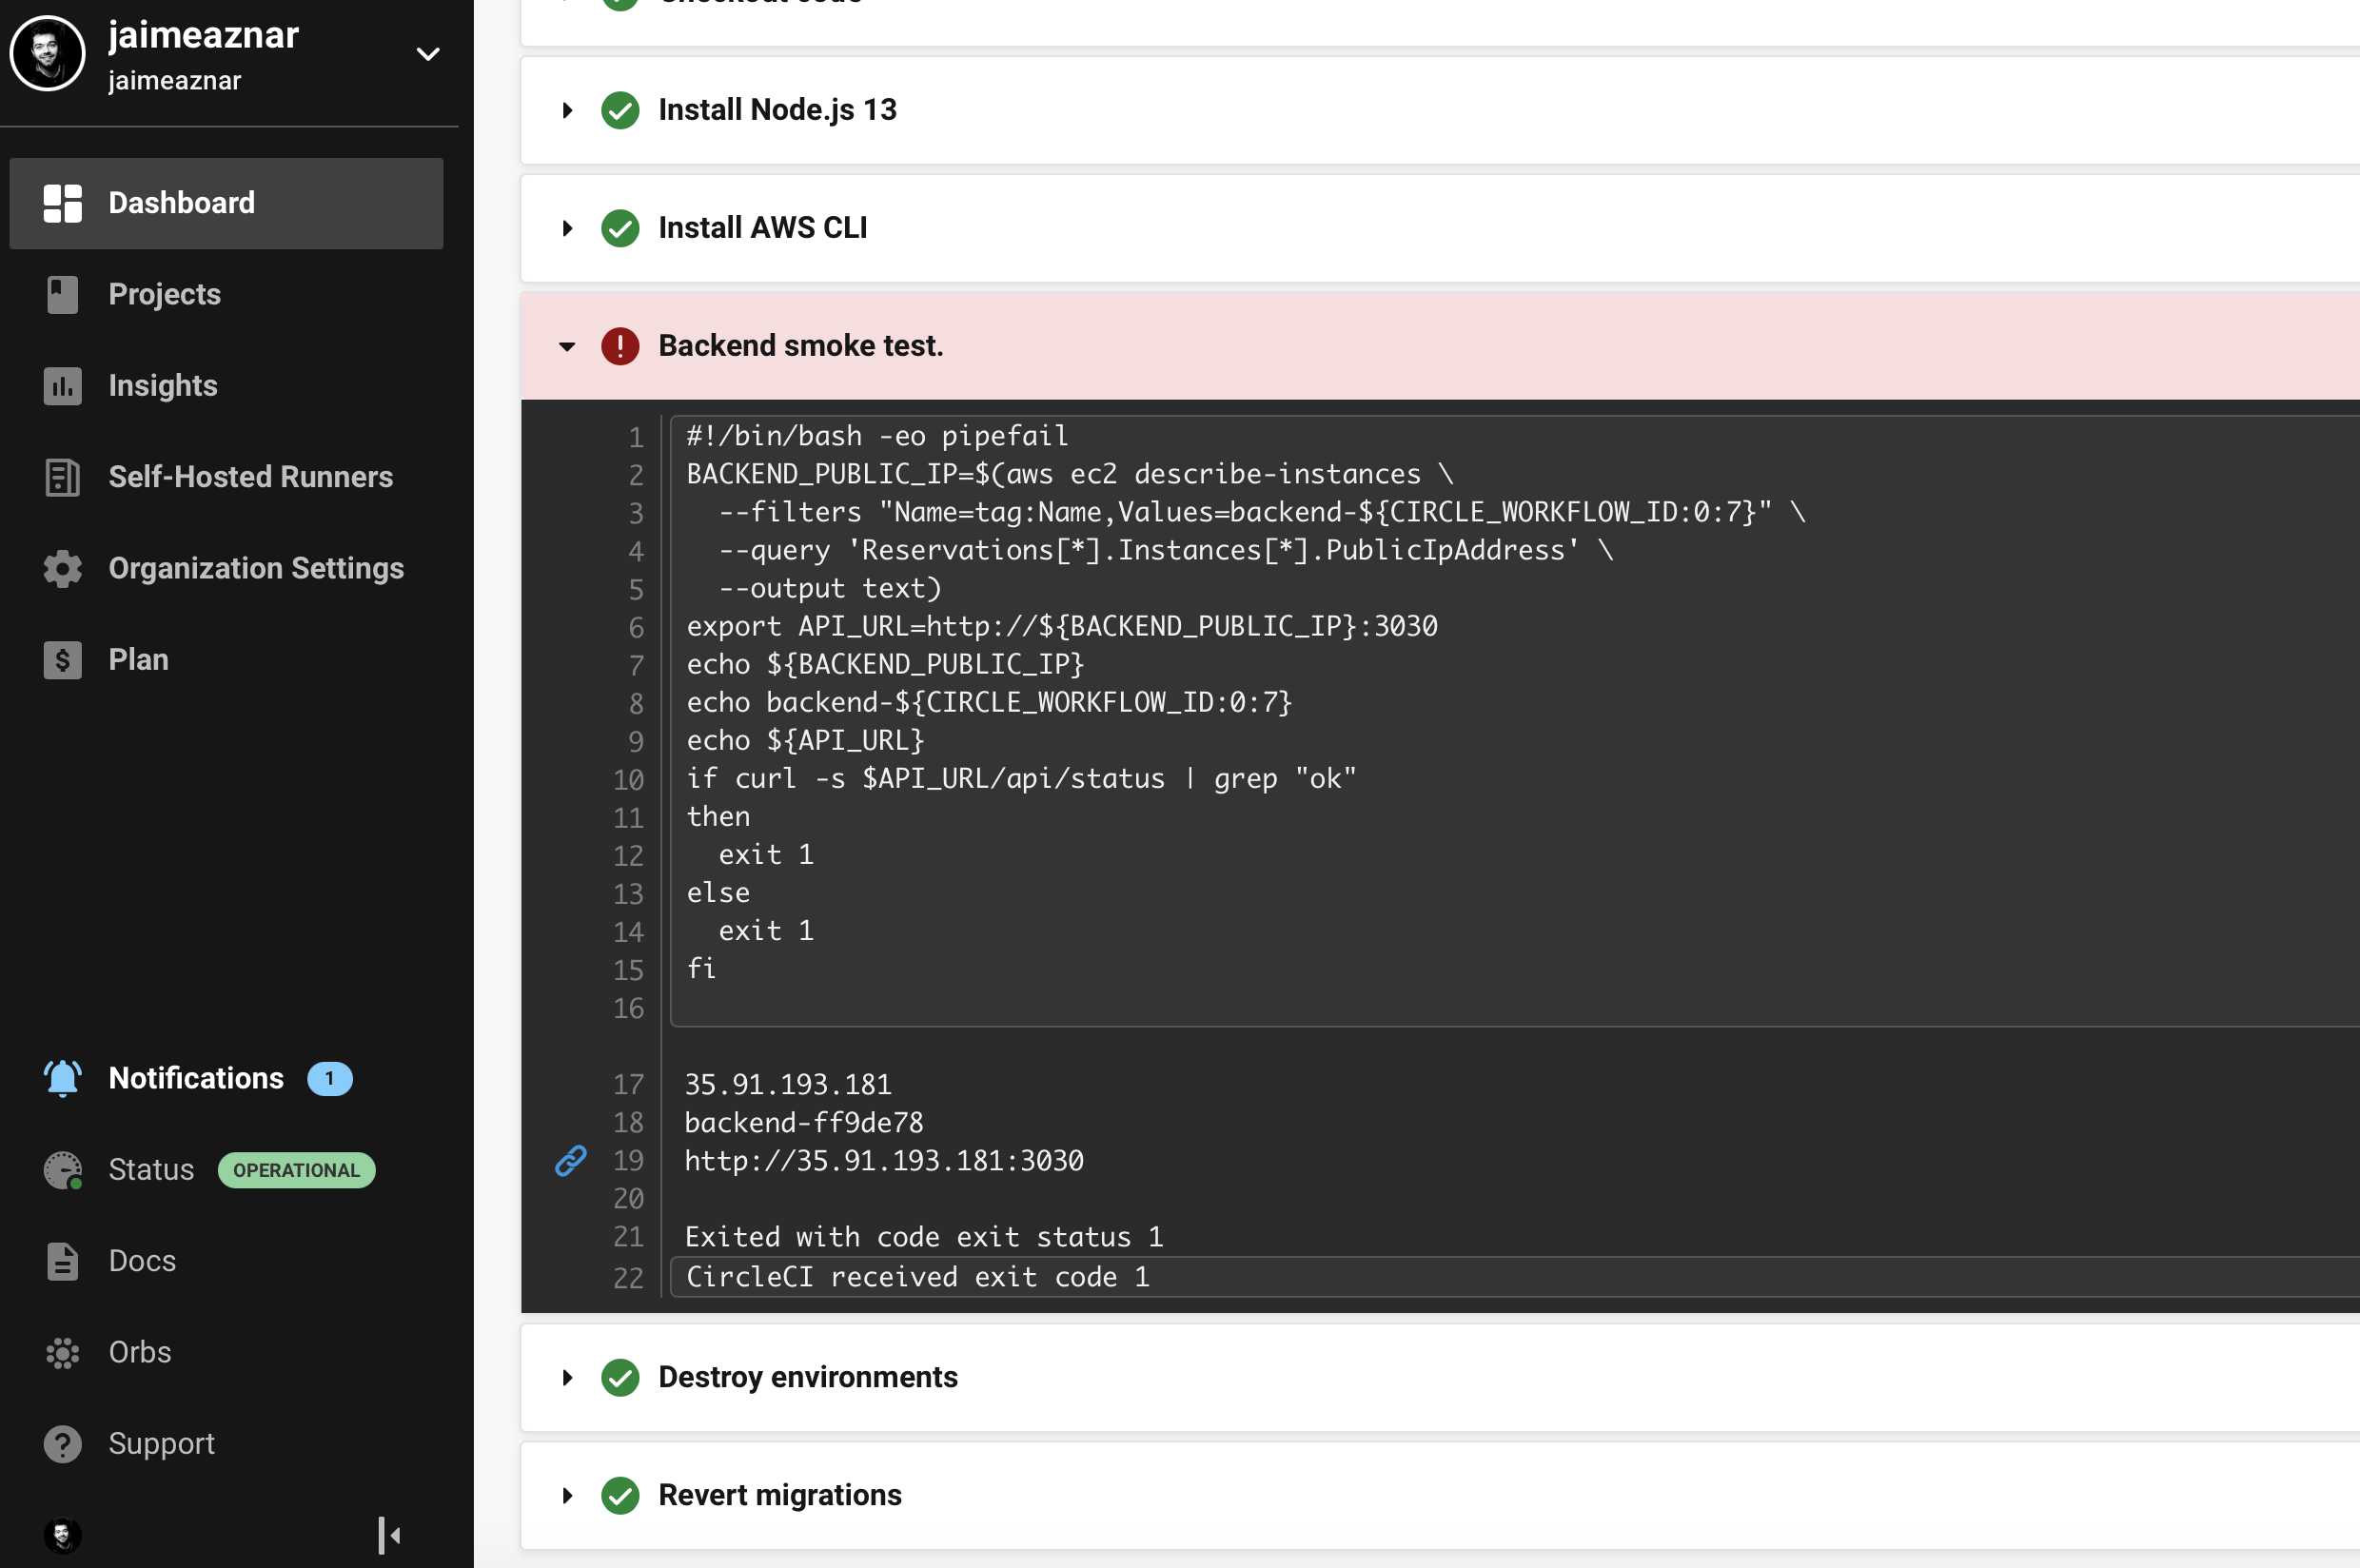 jaimeaznar
jaimeaznar
Dashboard
Projects
Insights
Self-Hosted Runners
Organization Settings
Plan
Notifications 1
Status OPERATIONAL
Docs
Orbs
Support
Checkout code
Install Node.js 13
Install AWS CLI
Backend smoke test.
1 #!/bin/bash -eo pipefail
2 BACKEND_PUBLIC_IP=$(aws ec2 describe-instances \
3   --filters "Name=tag:Name,Values=backend-${CIRCLE_WORKFLOW_ID:0:7}" \
4   --query 'Reservations[*].Instances[*].PublicIpAddress' \
5   --output text)
6 export API_URL=http://${BACKEND_PUBLIC_IP}:3030
7 echo ${BACKEND_PUBLIC_IP}
8 echo backend-${CIRCLE_WORKFLOW_ID:0:7}
9 echo ${API_URL}
10 if curl -s $API_URL/api/status | grep "ok"
11 then
12   exit 1
13 else
14   exit 1
15 fi
16
17 35.91.193.181
18 backend-ff9de78
19 http://35.91.193.181:3030
20
21 Exited with code exit status 1
22 CircleCI received exit code 1
Destroy environments
Revert migrations